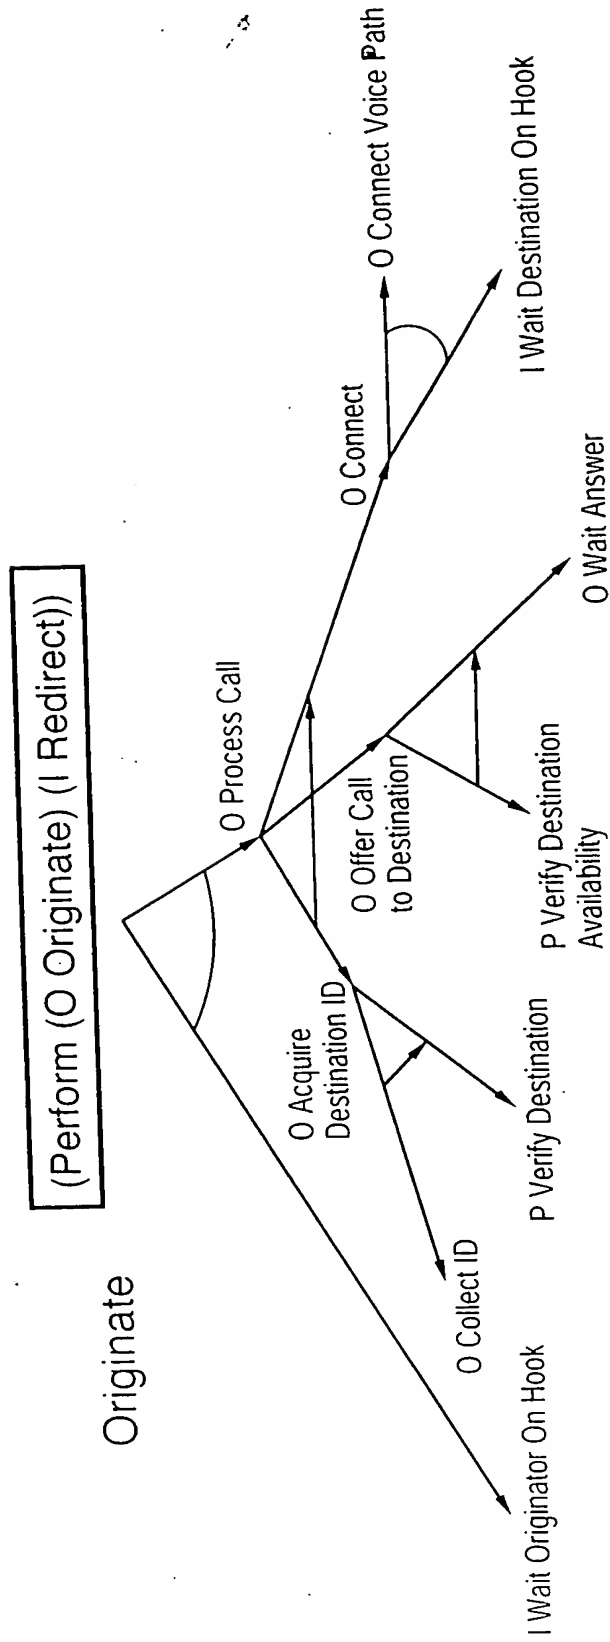 Originate
(Perform (O Originate) (I Redirect))
O Process Call
O Acquire
Destination ID
O Offer Call
to Destination
O Connect
O Connect Voice Path
I Wait Destination On Hook
O Wait Answer
P Verify Destination
Availability
P Verify Destination
O Collect ID
I Wait Originator On Hook